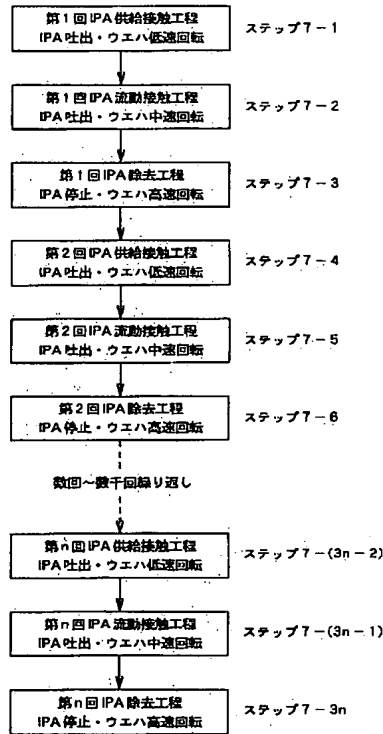 第1回IPA供給接触工程
IPA吐出・ウエハ低速回転
ステップ7-1
第1回IPA流動接触工程
IPA吐出・ウエハ中速回転
ステップ7-2
第1回IPA除去工程
IPA停止・ウエハ高速回転
ステップ7-3
第2回IPA供給接触工程
IPA吐出・ウエハ低速回転
ステップ7-4
第2回IPA流動接触工程
IPA吐出・ウエハ中速回転
ステップ7-5
第2回IPA除去工程
IPA停止・ウエハ高速回転
ステップ7-6
数回~数千回繰り返し
第n回IPA供給接触工程
IPA吐出・ウエハ低速回転
ステップ7-(3n-2)
第n回IPA流動接触工程
IPA吐出・ウエハ中速回転
ステップ7-(3n-1)
第n回IPA除去工程
IPA停止・ウエハ高速回転
ステップ7-3n